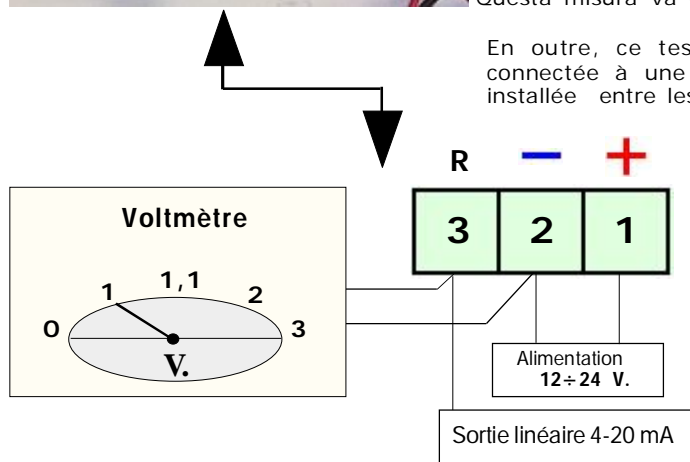 Questa misura va
En outre, ce tes
connectée à une
installée entre les
R − +
3 2 1
Voltmètre
0 1 1,1 2 3
V.
Alimentation
12÷24 V.
Sortie linéaire 4-20 mA